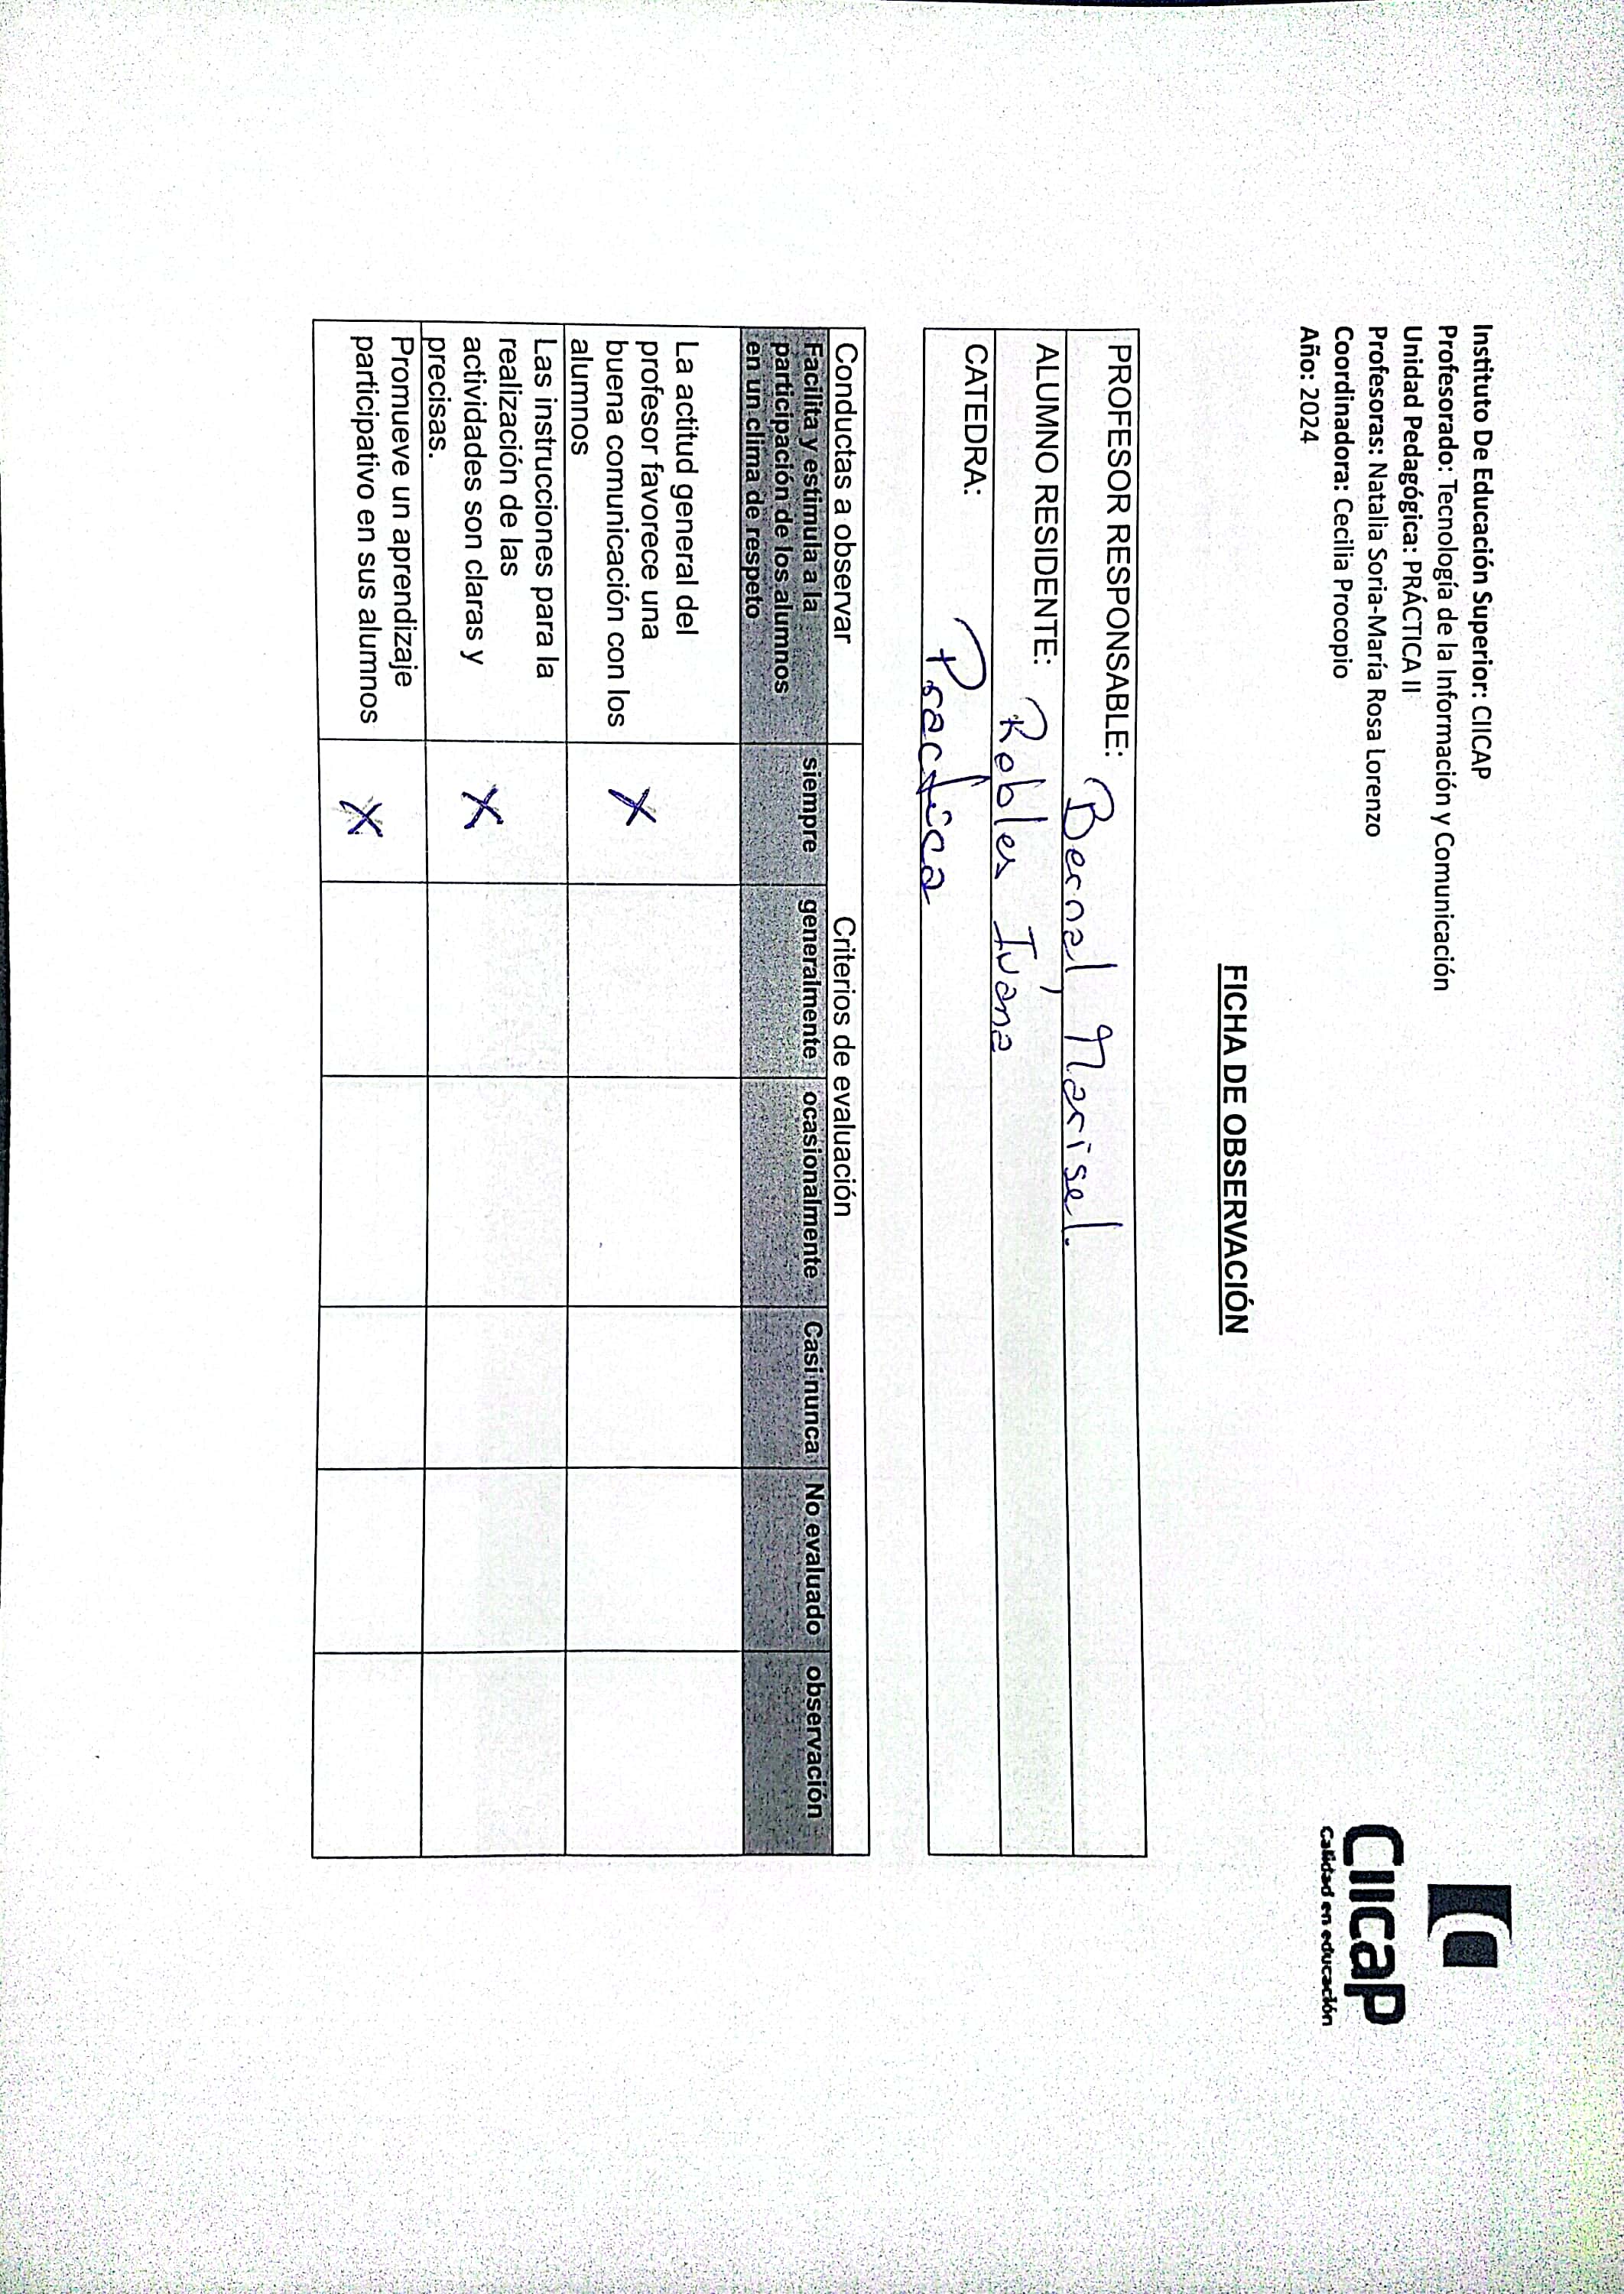 Instituto De Educación Superior: CIICAP
Profesorado: Tecnología de la Información y Comunicación
Unidad Pedagógica: PRÁCTICA II
Profesoras: Natalia Soria-María Rosa Lorenzo
Coordinadora: Cecilia Procopio
Año: 2024
CIICAP
Calidad en educación
FICHA DE OBSERVACIÓN
PROFESOR RESPONSABLE: Bernal, Marisel.
ALUMNO RESIDENTE: Robles Ivana
CATEDRA: Practica
Conductas a observar Criterios de evaluación
Facilita y estimula a la
participación de los alumnos
en un clima de respeto
siempre generalmente ocasionalmente Casi nunca No evaluado observación
La actitud general del
profesor favorece una
buena comunicación con los
alumnos
X
Las instrucciones para la
realización de las
actividades son claras y
precisas.
X
Promueve un aprendizaje
participativo en sus alumnos
X